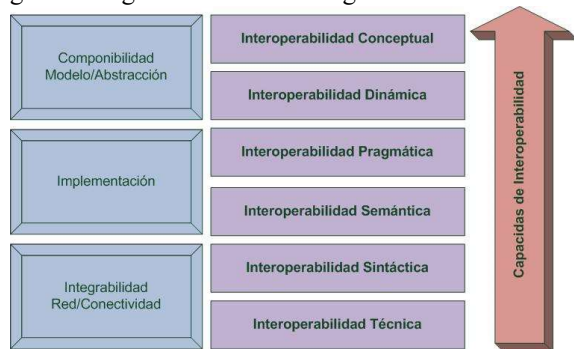 Componibilidad
Modelo/Abstracción
Interoperabilidad Conceptual
Interoperabilidad Dinámica
Implementación
Interoperabilidad Pragmática
Interoperabilidad Semántica
Integrabilidad
Red/Conectividad
Interoperabilidad Sintáctica
Interoperabilidad Técnica
Capacidas de Interoperabilidad